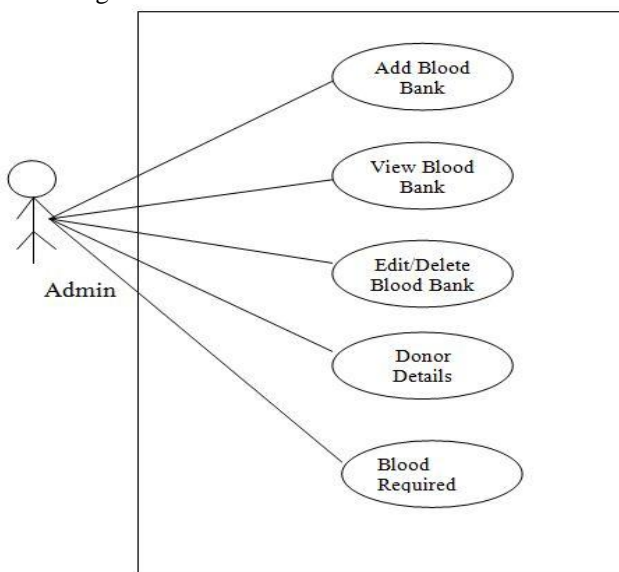 Add Blood
Bank
View Blood
Bank
Edit/Delete
Blood Bank
Admin
Donor
Details
Blood
Required